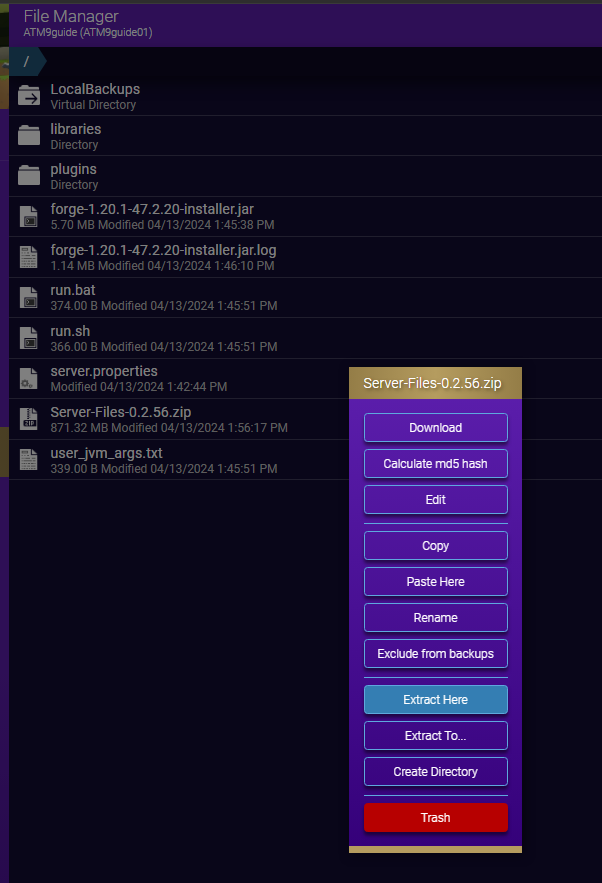 File Manager
ATM9guide (ATM9guide01)
/
LocalBackups
Virtual Directory
libraries
Directory
plugins
Directory
forge-1.20.1-47.2.20-installer.jar
5.70 MB Modified 04/13/2024 1:45:38 PM
forge-1.20.1-47.2.20-installer.jar.log
1.14 MB Modified 04/13/2024 1:46:10 PM
run.bat
374.00 B Modified 04/13/2024 1:45:51 PM
run.sh
366.00 B Modified 04/13/2024 1:45:51 PM
server.properties
Modified 04/13/2024 1:42:44 PM
Server-Files-0.2.56.zip
871.32 MB Modified 04/13/2024 1:56:17 PM
user_jvm_args.txt
339.00 B Modified 04/13/2024 1:45:51 PM
Server-Files-0.2.56.zip
Download
Calculate md5 hash
Edit
Copy
Paste Here
Rename
Exclude from backups
Extract Here
Extract To...
Create Directory
Trash